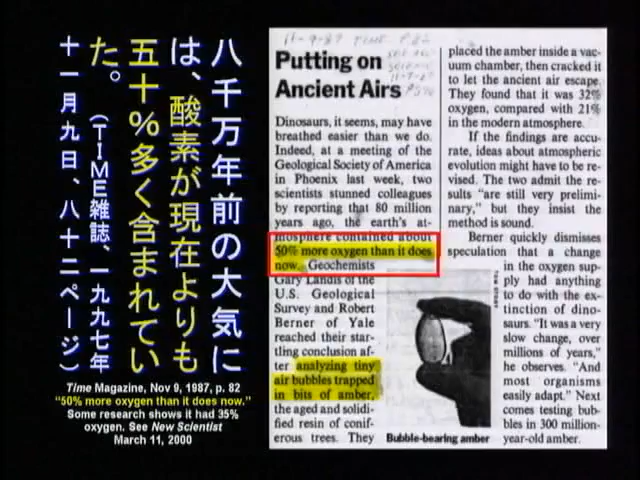 八千万年前の大気に
は、酸素が現在よりも
五十%多く含まれてい
た。(TIME雑誌、一九九七年
十一月九日、八十二ページ)
Time Magazine, Nov 9, 1987, p. 82
“50% more oxygen than it does now.”
Some research shows it had 35%
oxygen. See New Scientist
March 11, 2000
11-9-87 TIME P.82
Putting on
Ancient Airs
Dinosaurs, it seems, may have
breathed easier than we do.
Indeed, at a meeting of the
Geological Society of America
in Phoenix last week, two
scientists stunned colleagues
by reporting that 80 million
years ago, the earth's at-
mosphere contained about
50% more oxygen than it does
now. Geochemists
Gary Landis of the
U.S. Geological
Survey and Robert
Berner of Yale
reached their star-
tling conclusion af-
ter analyzing tiny
air bubbles trapped
in bits of amber,
the aged and solidi-
fied resin of conif-
erous trees. They
placed the amber inside a vac-
uum chamber, then cracked it
to let the ancient air escape.
They found that it was 32%
oxygen, compared with 21%
in the modern atmosphere.
If the findings are accu-
rate, ideas about atmospheric
evolution might have to be re-
vised. The two admit the re-
sults "are still very prelimi-
nary," but they insist the
method is sound.
Berner quickly dismisses
speculation that a change
in the oxygen sup-
ply had anything
to do with the ex-
tinction of dino-
saurs. "It was a very
slow change, over
millions of years,"
he observes. "And
most organisms
easily adapt." Next
comes testing bub-
bles in 300 million-
year-old amber.
Bubble-bearing amber